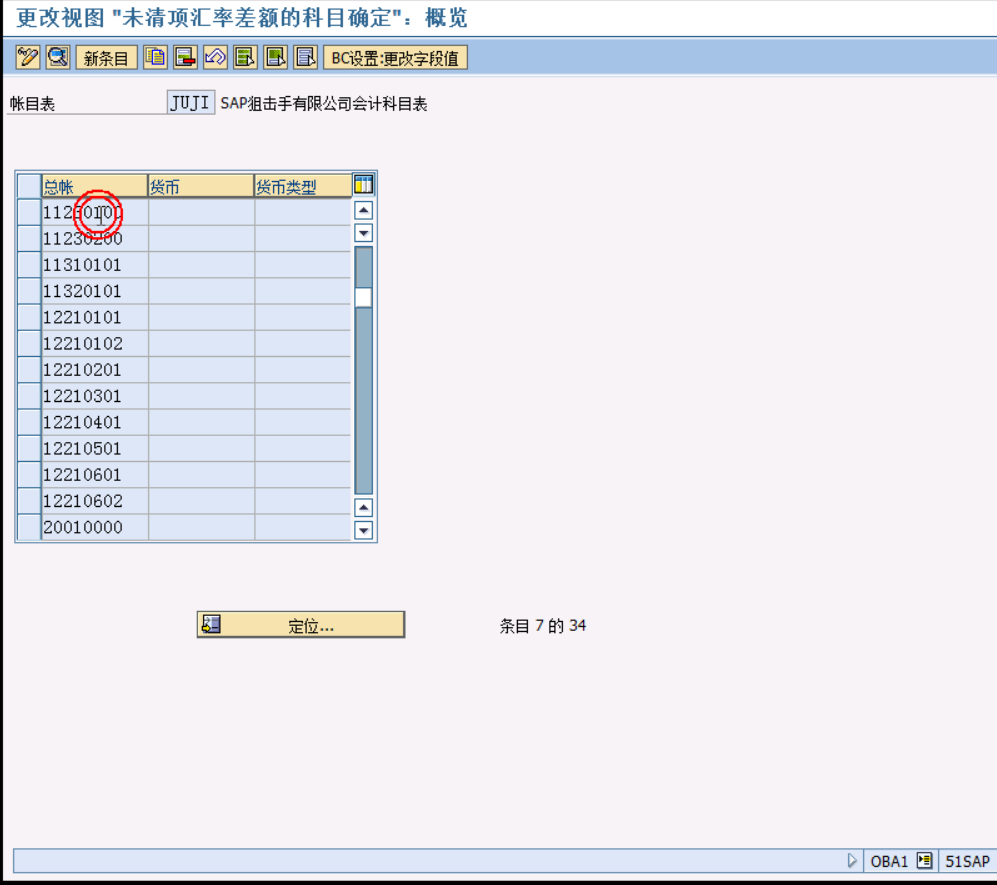 更改视图 "未清项汇率差额的科目确定": 概览
新条目 BC设置:更改字段值
帐目表 JUJI SAP狙击手有限公司会计科目表
总帐 货币 货币类型
11230100
11230200
11310101
11320101
12210101
12210102
12210201
12210301
12210401
12210501
12210601
12210602
20010000
定位... 条目 7 的 34
OBA1 51SAP